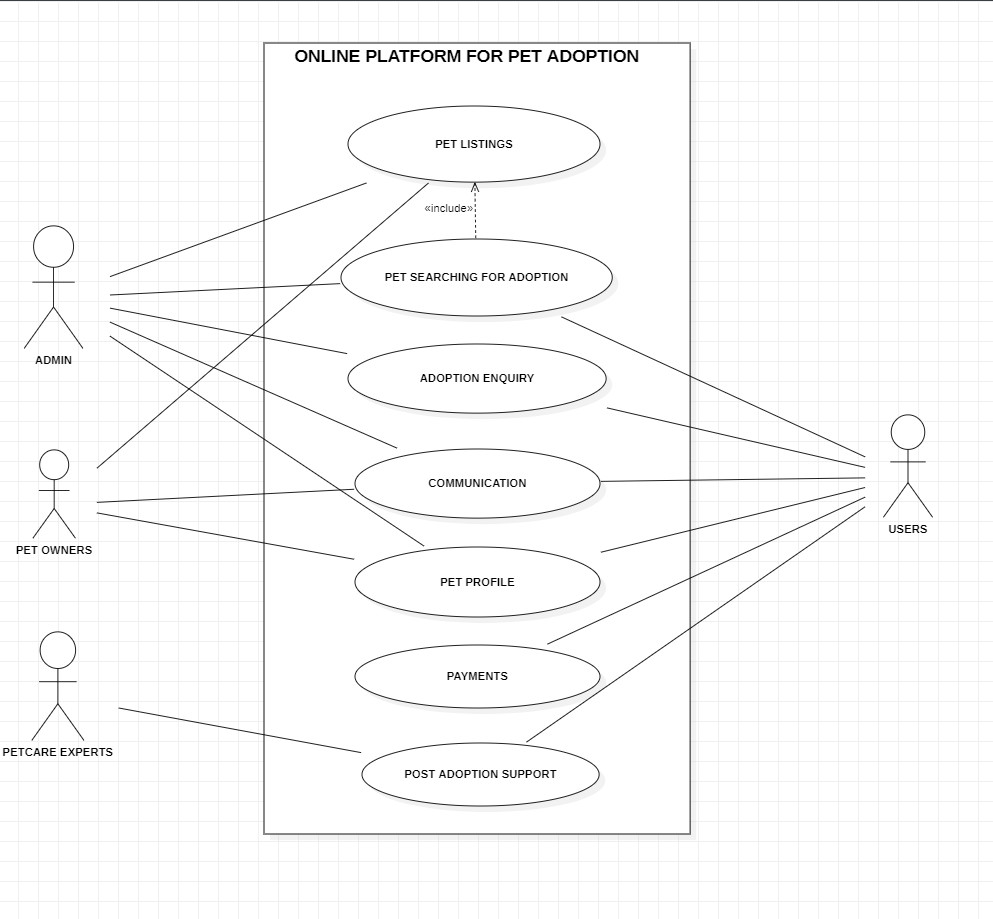 ONLINE PLATFORM FOR PET ADOPTION
PET LISTINGS
«include»
PET SEARCHING FOR ADOPTION
ADMIN
ADOPTION ENQUIRY
COMMUNICATION
USERS
PET OWNERS
PET PROFILE
PAYMENTS
PETCARE EXPERTS
POST ADOPTION SUPPORT